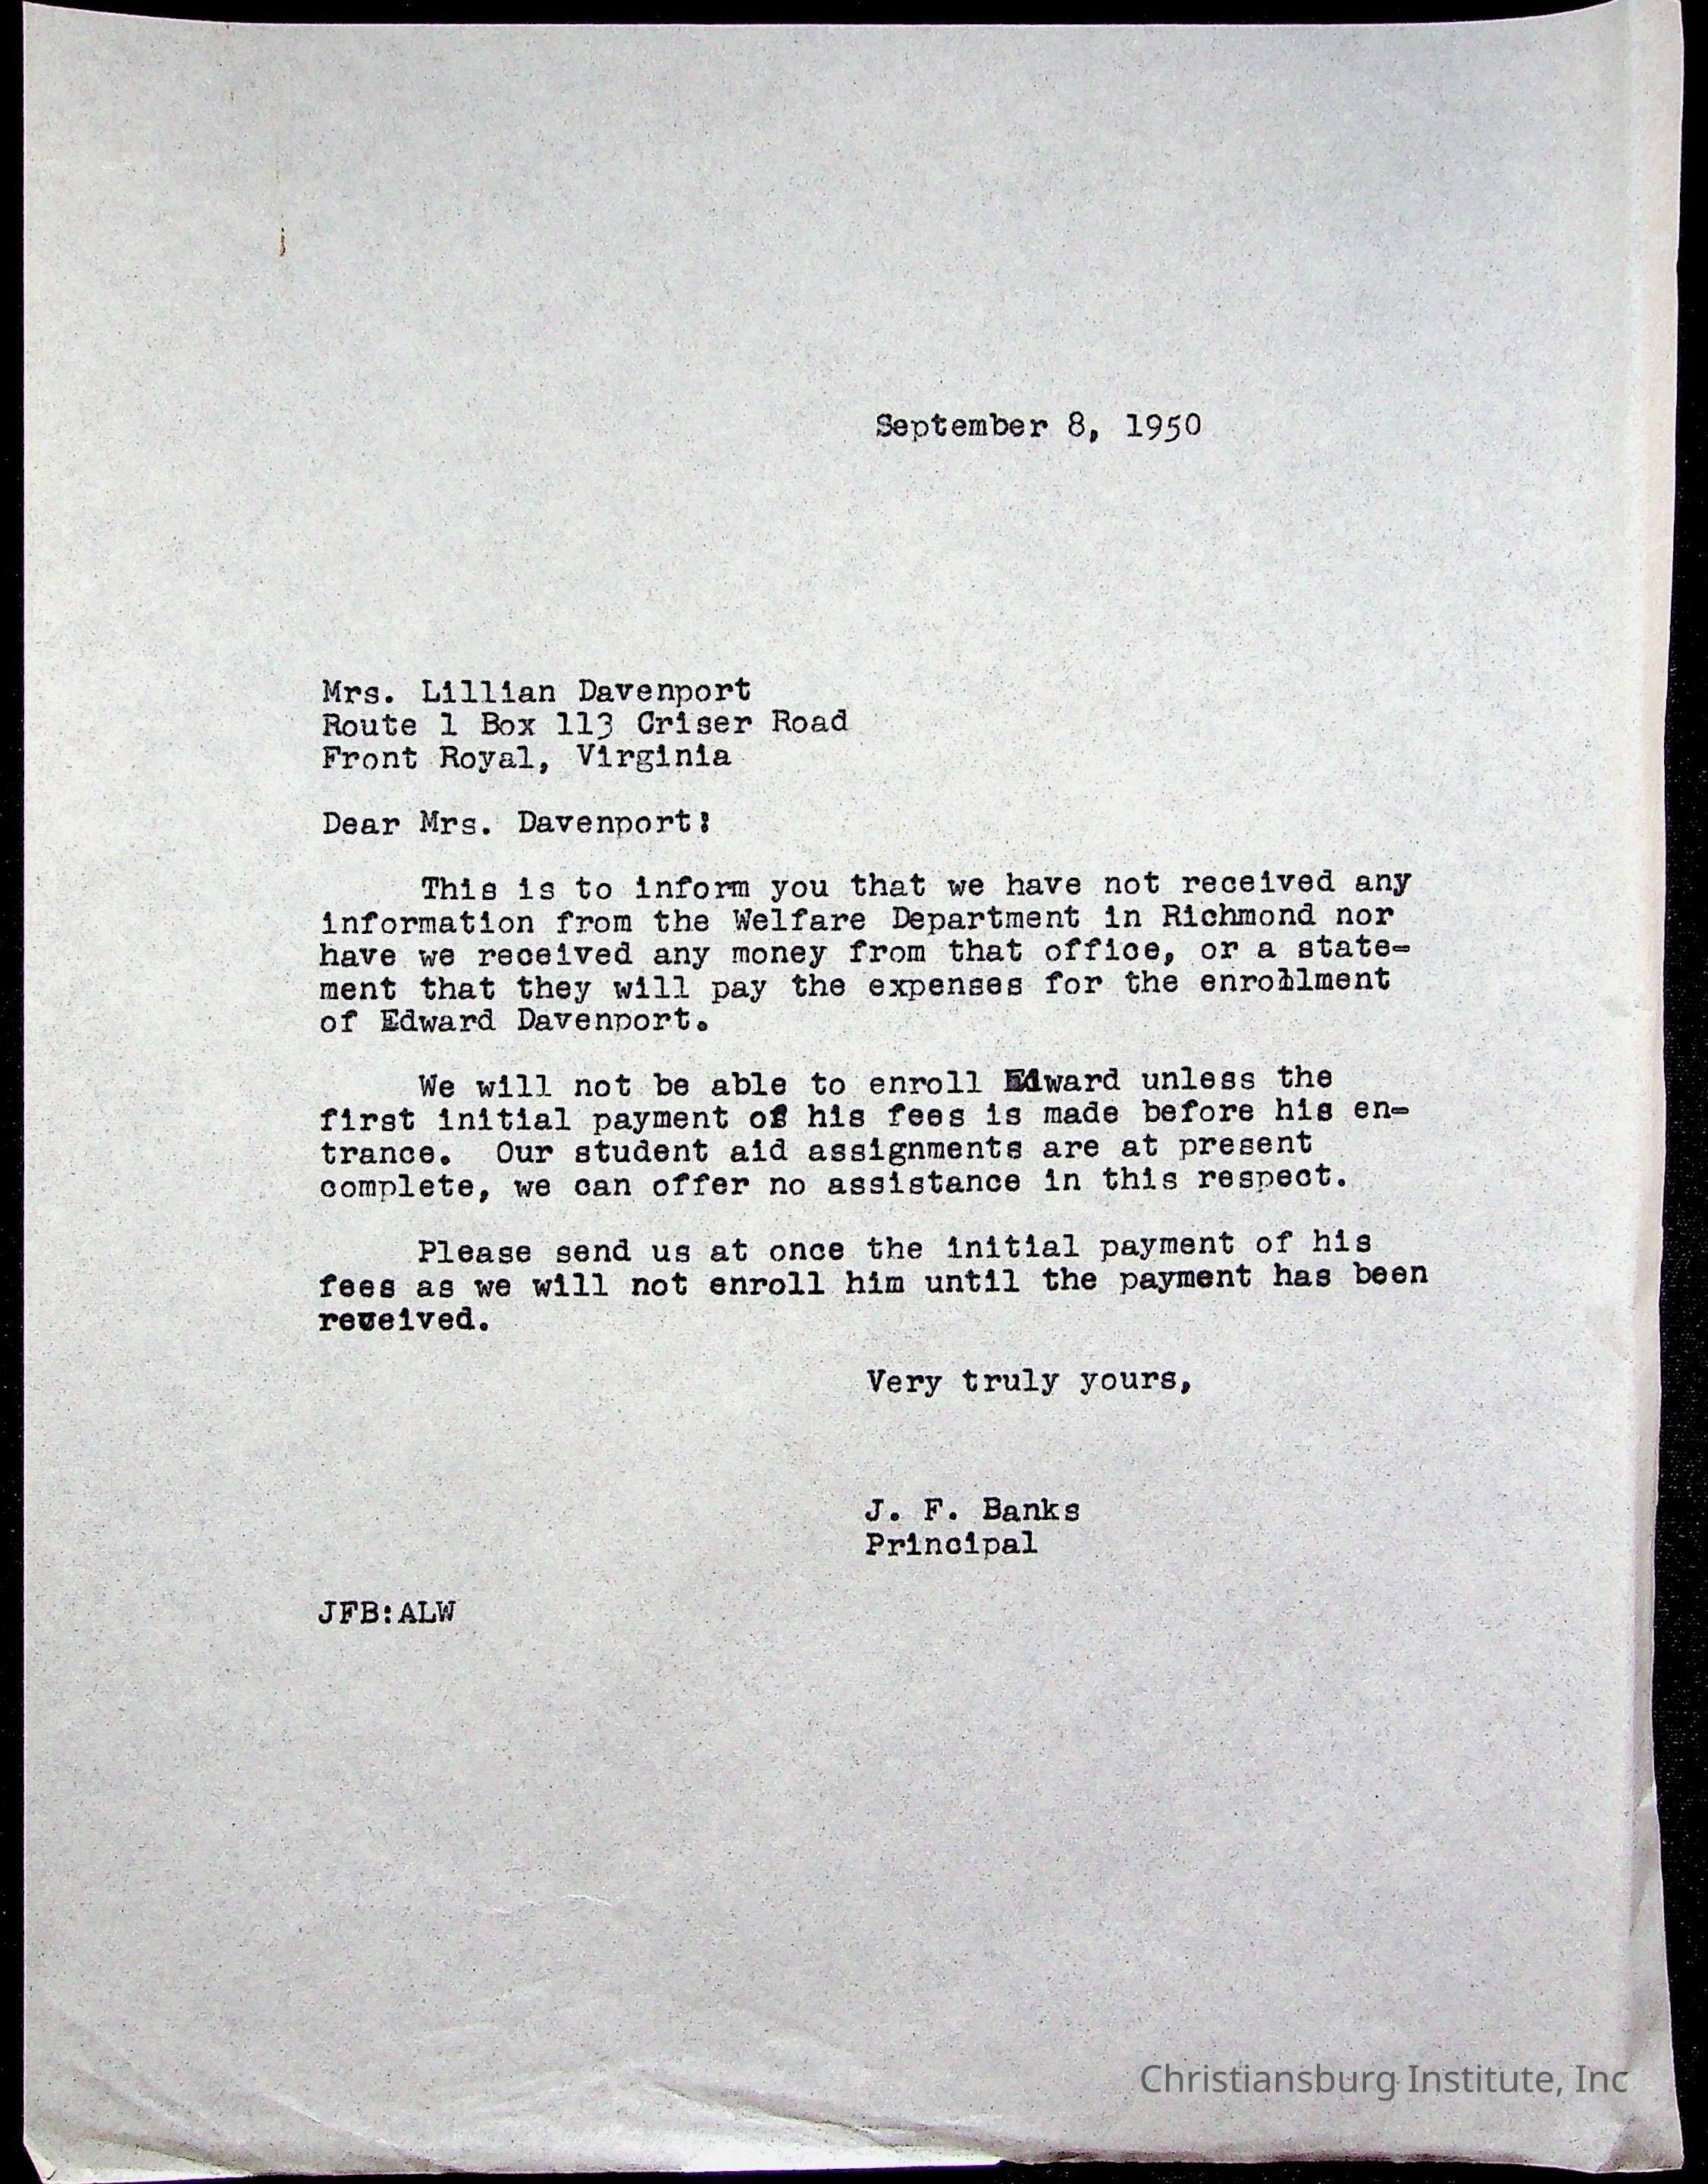 September 8, 1950
Mrs. Lillian Davenport
Route 1 Box 113 Criser Road
Front Royal, Virginia
Dear Mrs. Davenport:
This is to inform you that we have not received any
information from the Welfare Department in Richmond nor
have we received any money from that office, or a state-
ment that they will pay the expenses for the enrollment
of Edward Davenport.
We will not be able to enroll Edward unless the
first initial payment of his fees is made before his en-
trance. Our student aid assignments are at present
complete, we can offer no assistance in this respect.
Please send us at once the initial payment of his
fees as we will not enroll him until the payment has been
received.
Very truly yours,
J. F. Banks
Principal
JFB:ALW
Christiansburg Institute, Inc